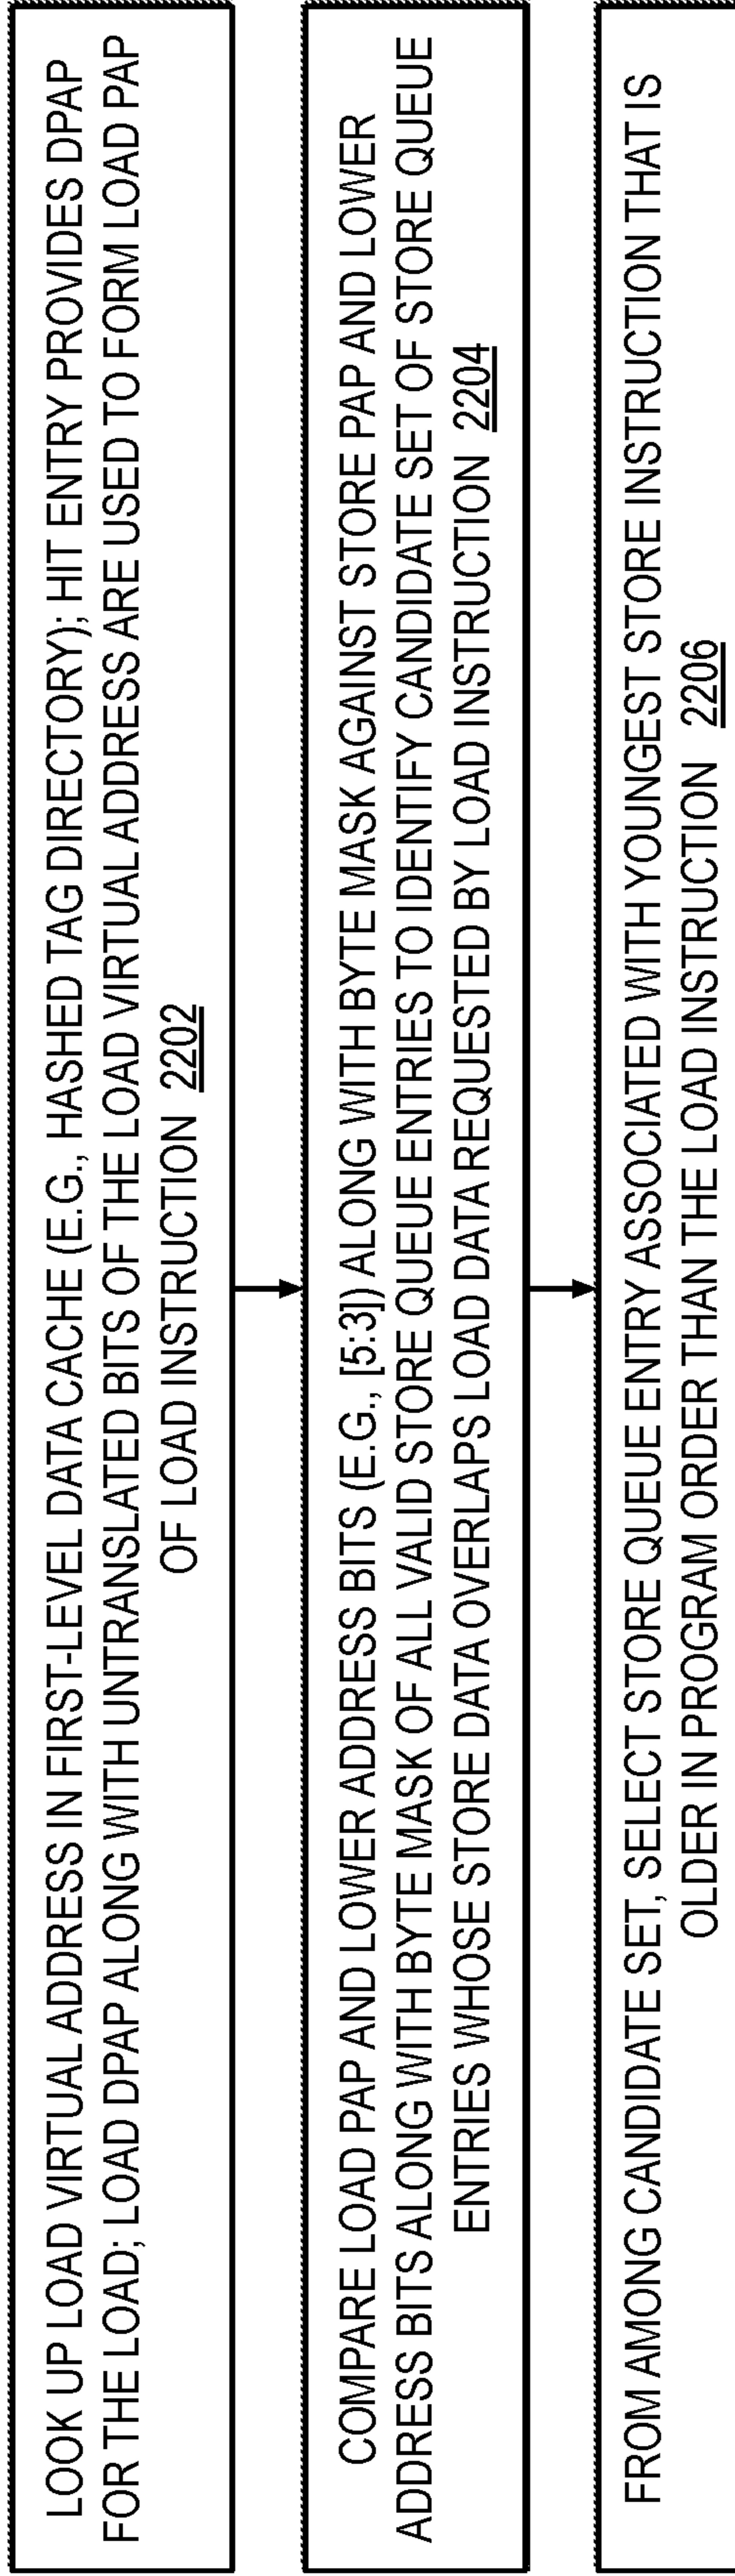 LOOK UP LOAD VIRTUAL ADDRESS IN FIRST-LEVEL DATA CACHE (E.G., HASHED TAG DIRECTORY); HIT ENTRY PROVIDES DPAP
FOR THE LOAD; LOAD DPAP ALONG WITH UNTRANSLATED BITS OF THE LOAD VIRTUAL ADDRESS ARE USED TO FORM LOAD PAP
OF LOAD INSTRUCTION 2202
COMPARE LOAD PAP AND LOWER ADDRESS BITS (E.G., [5:3]) ALONG WITH BYTE MASK AGAINST STORE PAP AND LOWER
ADDRESS BITS ALONG WITH BYTE MASK OF ALL VALID STORE QUEUE ENTRIES TO IDENTIFY CANDIDATE SET OF STORE QUEUE
ENTRIES WHOSE STORE DATA OVERLAPS LOAD DATA REQUESTED BY LOAD INSTRUCTION 2204
FROM AMONG CANDIDATE SET, SELECT STORE QUEUE ENTRY ASSOCIATED WITH YOUNGEST STORE INSTRUCTION THAT IS
OLDER IN PROGRAM ORDER THAN THE LOAD INSTRUCTION 2206